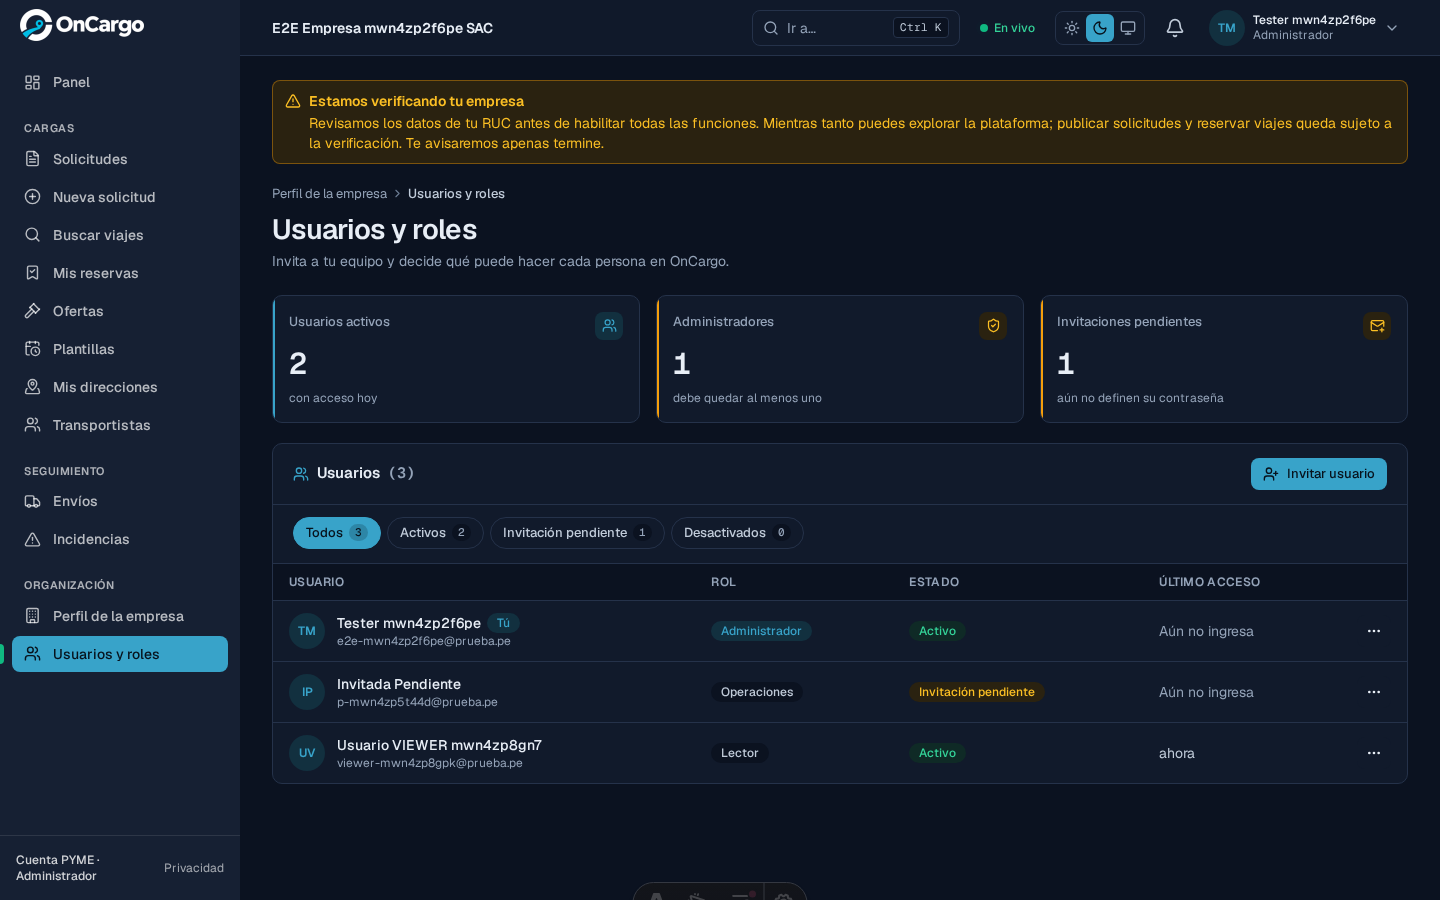 OnCargo
E2E Empresa mwn4zp2f6pe SAC
Ir a...
Ctrl K
En vivo
TM
Tester mwn4zp2f6pe
Administrador
Panel
CARGAS
Solicitudes
Nueva solicitud
Buscar viajes
Mis reservas
Ofertas
Plantillas
Mis direcciones
Transportistas
SEGUIMIENTO
Envíos
Incidencias
ORGANIZACIÓN
Perfil de la empresa
Usuarios y roles
Cuenta PYME ·
Administrador
Privacidad
Estamos verificando tu empresa
Revisamos los datos de tu RUC antes de habilitar todas las funciones. Mientras tanto puedes explorar la plataforma; publicar solicitudes y reservar viajes queda sujeto a
la verificación. Te avisaremos apenas termine.
Perfil de la empresa > Usuarios y roles
Usuarios y roles
Invita a tu equipo y decide qué puede hacer cada persona en OnCargo.
Usuarios activos
2
con acceso hoy
Administradores
1
debe quedar al menos uno
Invitaciones pendientes
1
aún no definen su contraseña
Usuarios (3)
Invitar usuario
Todos 3
Activos 2
Invitación pendiente 1
Desactivados 0
USUARIO ROL ESTADO ÚLTIMO ACCESO
TM Tester mwn4zp2f6pe Tú
e2e-mwn4zp2f6pe@prueba.pe
Administrador
Activo
Aún no ingresa
IP Invitada Pendiente
p-mwn4zp5t44d@prueba.pe
Operaciones
Invitación pendiente
Aún no ingresa
UV Usuario VIEWER mwn4zp8gn7
viewer-mwn4zp8gpk@prueba.pe
Lector
Activo
ahora